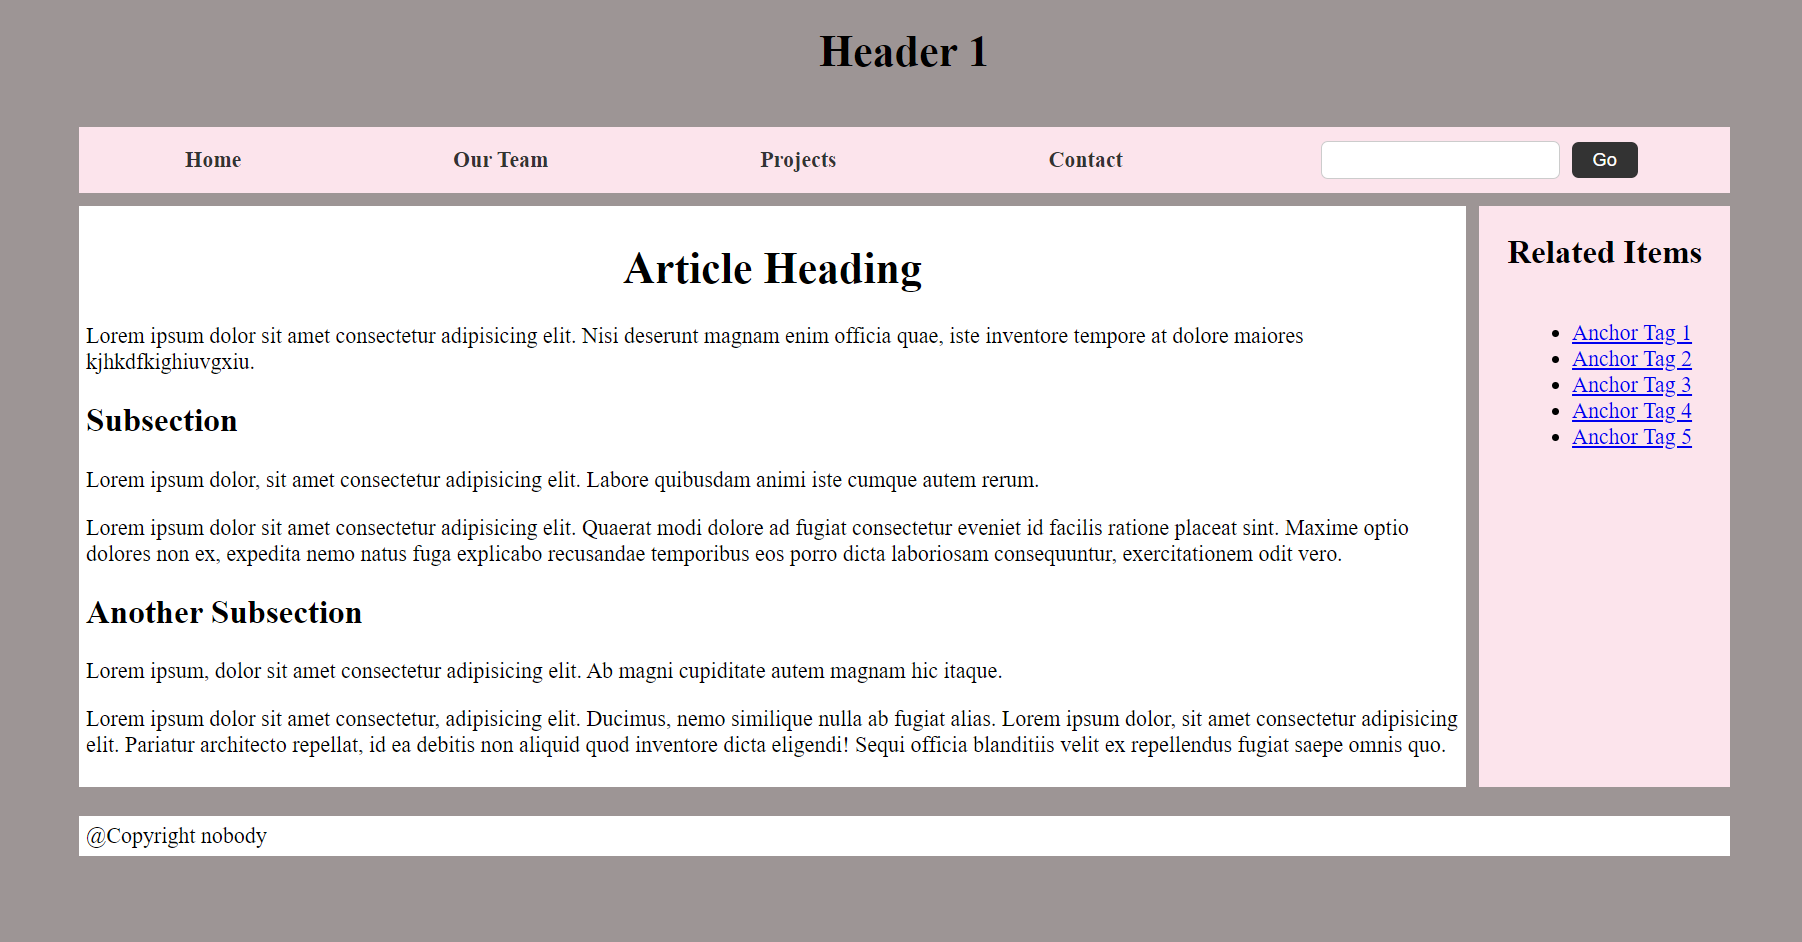 Header 1
Home Our Team Projects Contact Go
Article Heading
Lorem ipsum dolor sit amet consectetur adipisicing elit. Nisi deserunt magnam enim officia quae, iste inventore tempore at dolore maiores
kjhkdfkighiuvgxiu.
Subsection
Lorem ipsum dolor, sit amet consectetur adipisicing elit. Labore quibusdam animi iste cumque autem rerum.
Lorem ipsum dolor sit amet consectetur adipisicing elit. Quaerat modi dolore ad fugiat consectetur eveniet id facilis ratione placeat sint. Maxime optio
dolores non ex, expedita nemo natus fuga explicabo recusandae temporibus eos porro dicta laboriosam consequuntur, exercitationem odit vero.
Another Subsection
Lorem ipsum, dolor sit amet consectetur adipisicing elit. Ab magni cupiditate autem magnam hic itaque.
Lorem ipsum dolor sit amet consectetur, adipisicing elit. Ducimus, nemo similique nulla ab fugiat alias. Lorem ipsum dolor, sit amet consectetur adipisicing
elit. Pariatur architecto repellat, id ea debitis non aliquid quod inventore dicta eligendi! Sequi officia blanditiis velit ex repellendus fugiat saepe omnis quo.
Related Items
Anchor Tag 1
Anchor Tag 2
Anchor Tag 3
Anchor Tag 4
Anchor Tag 5
@Copyright nobody